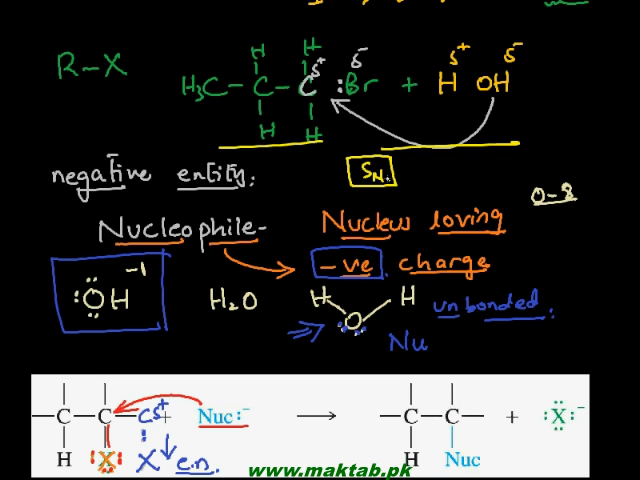 R-X
H H
δ+ δ- δ+ δ-
H3C - C - C :Br + H OH
H H
negative entity.
SN
O-8
Nucleophile - Nucleus loving
-ve charge
:ÖH -1 H2O H O H unbonded.
Nu
C C C δ+ + Nuc:- → C C + :X:-
H :X: X e.n. H Nuc
www.maktab.pk